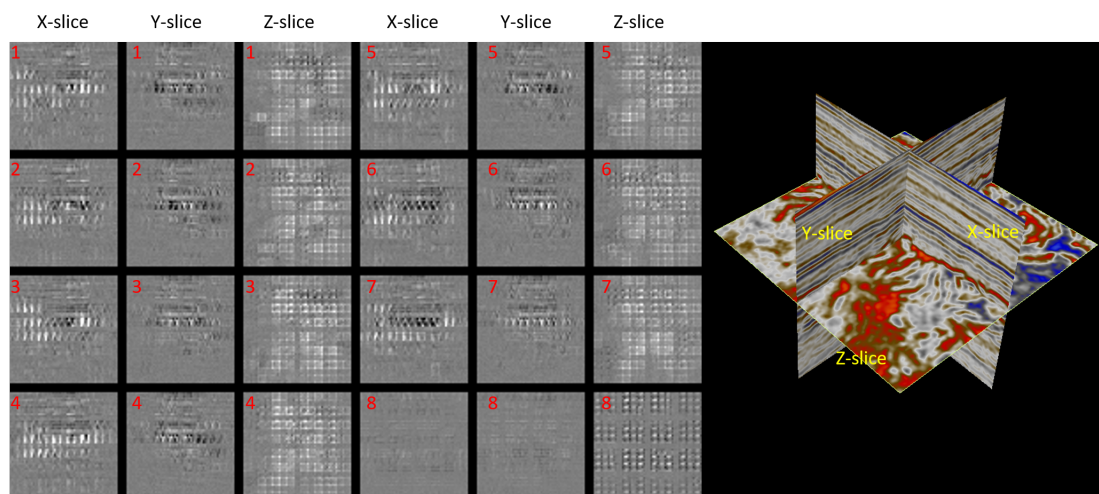 X-slice Y-slice Z-slice X-slice Y-slice Z-slice
1 1 1 5 5 5
2 2 2 6 6 6
3 3 3 7 7 7
4 4 4 8 8 8
Y-slice X-slice
Z-slice